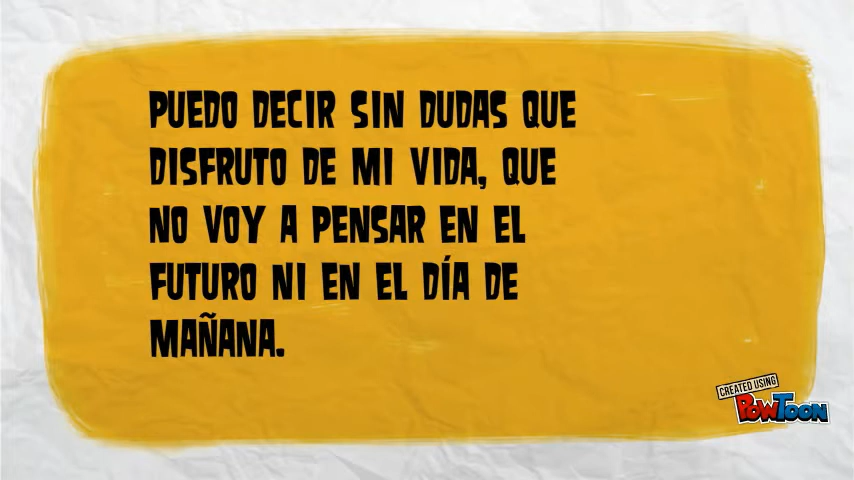 PUEDO DECIR SIN DUDAS QUE
DISFRUTO DE MI VIDA, QUE
NO VOY A PENSAR EN EL
FUTURO NI EN EL DÍA DE
MAÑANA.
CREATED USING
POWTOON